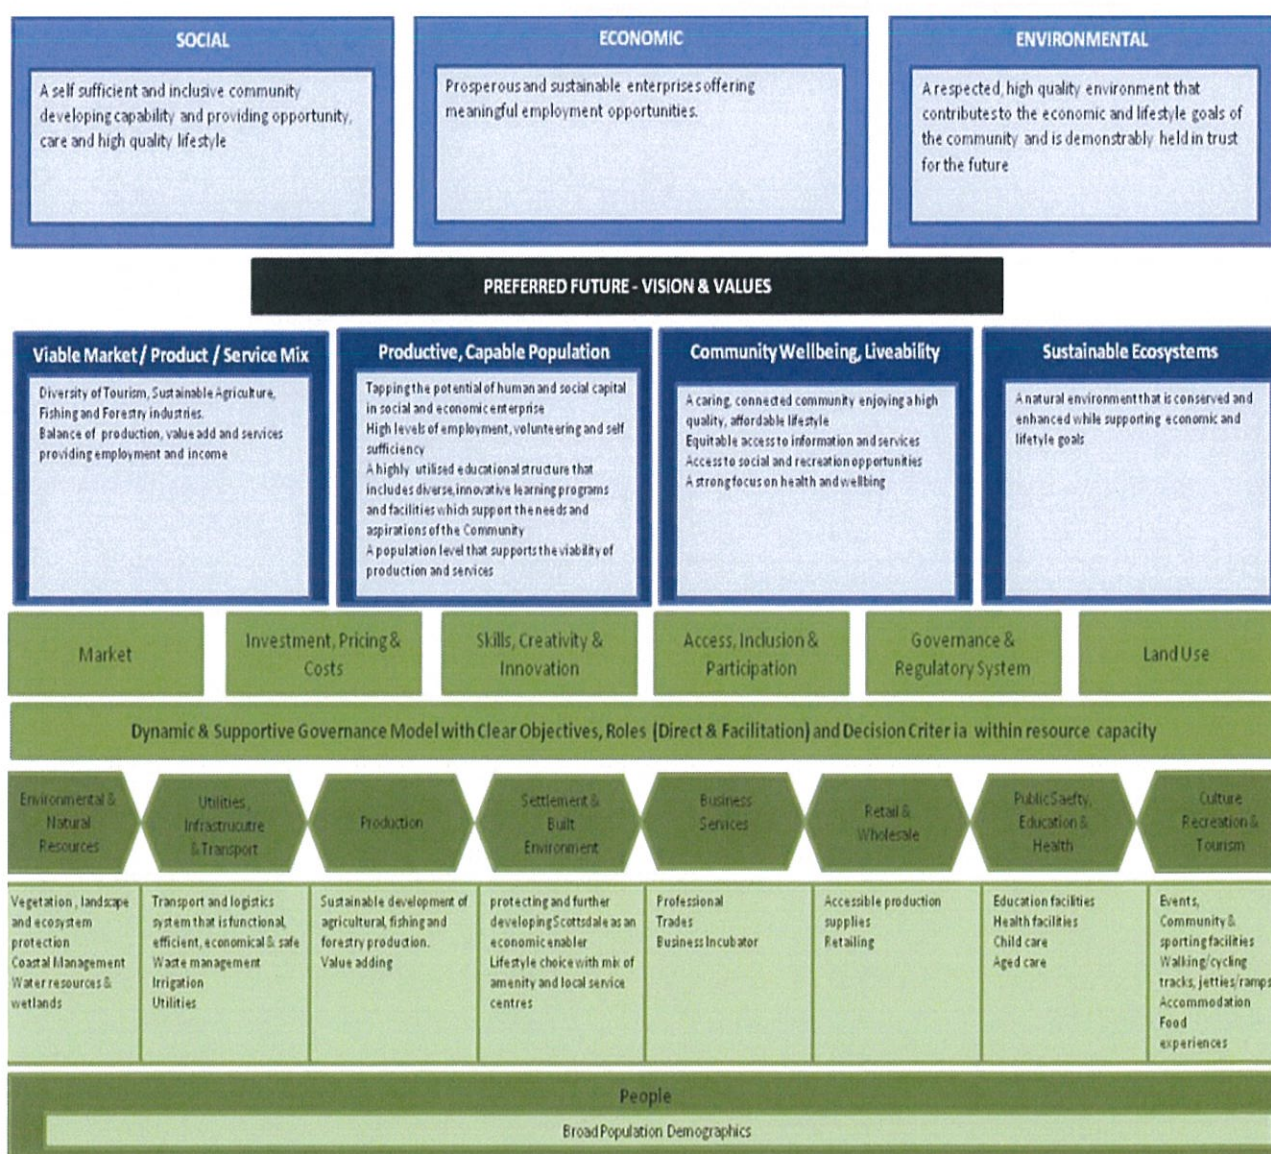 SOCIAL
A self sufficient and inclusive community
developing capability and providing opportunity,
care and high quality lifestyle
ECONOMIC
Prosperous and sustainable enterprises offering
meaningful employment opportunities.
ENVIRONMENTAL
A respected, high quality environment that
contributes to the economic and lifestyle goals of
the community and is demonstrably held in trust
for the future
PREFERRED FUTURE - VISION & VALUES
Viable Market / Product / Service Mix
Diversity of Tourism, Sustainable Agriculture,
Fishing and Forestry industries.
Balance of production, value add and services
providing employment and income
Productive, Capable Population
Tapping the potential of human and social capital
in social and economic enterprise
High levels of employment, volunteering and self
sufficiency
A highly utilised educational structure that
includes diverse, innovative learning programs
and facilities which support the needs and
aspirations of the Community
A population level that supports the viability of
production and services
Community Wellbeing, Liveability
A caring, connected community enjoying a high
quality, affordable lifestyle
Equitable access to information and services
Access to social and recreation opportunities
A strong focus on health and wellbing
Sustainable Ecosystems
A natural environment that is conserved and
enhanced while supporting economic and
lifetyle goals
Market
Investment, Pricing &
Costs
Skills, Creativity &
Innovation
Access, Inclusion &
Participation
Governance &
Regulatory System
Land Use
Dynamic & Supportive Governance Model with Clear Objectives, Roles (Direct & Facilitation) and Decision Criter ia within resource capacity
Environmental &
Natural
Resources
Utilities,
Infrastrucutre
& Transport
Production
Settlement &
Built
Environment
Business
Services
Retail &
Wholesale
Public Saefty,
Education &
Health
Culture
Recreation &
Tourism
Vegetation , landscape
and ecosystem
protection
Coastal Management
Water resources &
wetlands
Transport and logistics
system that is functional,
efficient, economical & safe
Waste management
Irrigation
Utilities
Sustainable development of
agricultural, fishing and
forestry production.
Value adding
protecting and further
developing Scottsdale as an
economic enabler
Lifestyle choice with mix of
amenity and local service
centres
Professional
Trades
Business Incubator
Accessible production
supplies
Retailing
Education facilities
Health facilities
Child care
Aged care
Events,
Community &
sporting facilities
Walking/cycling
tracks, jetties/ramps
Accommodation
Food
experiences
People
Broad Population Demographics